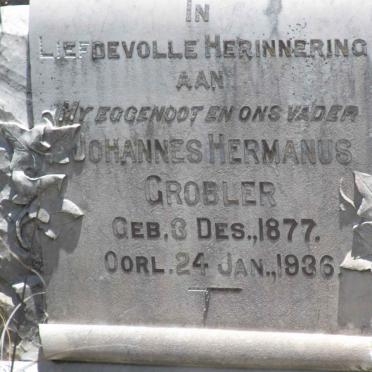 IN
LIEFDEVOLLE HERINNERING
AAN
MY EGGENOOT EN ONS VADER
JOHANNES HERMANUS
GROBLER
GEB. 3 DES., 1877.
OORL. 24 JAN., 1936.